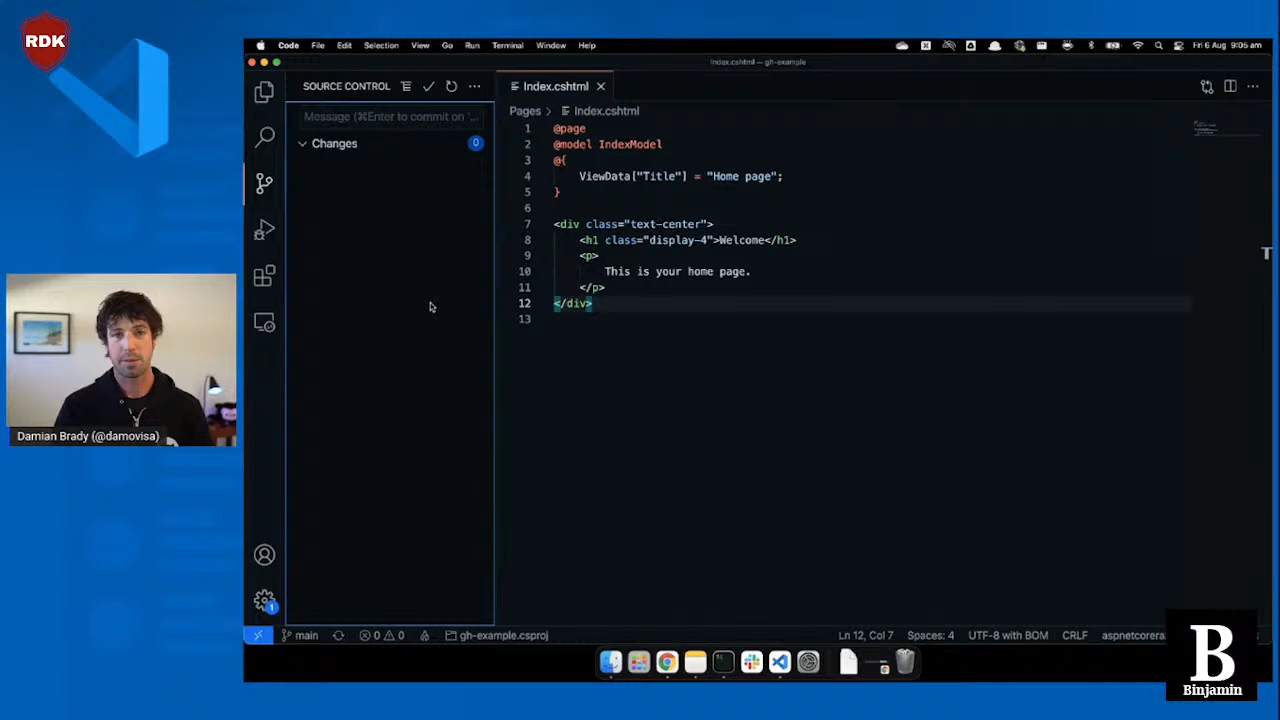 RDK
Code File Edit Selection View Go Run Terminal Window Help
Fri 6 Aug 9:05 am
Index.cshtml — gh-example
SOURCE CONTROL
Index.cshtml
Message (⌘Enter to commit on '...
Pages > Index.cshtml
Changes
0
1 @page
2 @model IndexModel
3 @{
4 ViewData["Title"] = "Home page";
5 }
6
7 <div class="text-center">
8 <h1 class="display-4">Welcome</h1>
9 <p>
10 This is your home page.
11 </p>
12 </div>
13
T
Damian Brady (@damovisa)
1
main
0 0
gh-example.csproj
Ln 12, Col 7 Spaces: 4 UTF-8 with BOM CRLF aspnetcorera
B
Binjamin